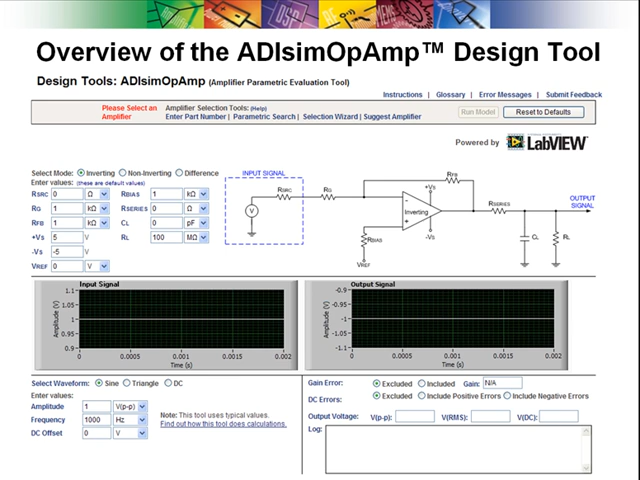 Overview of the ADIsimOpAmp™ Design Tool
Design Tools: ADIsimOpAmp (Amplifier Parametric Evaluation Tool)
Instructions | Glossary | Error Messages | Submit Feedback
Please Select an Amplifier
Amplifier Selection Tools: (Help)
Enter Part Number | Parametric Search | Selection Wizard | Suggest Amplifier
Run Model
Reset to Defaults
Powered by LabVIEW
Select Mode: Inverting Non-Inverting Difference
Enter values: (these are default values)
RSRC 0 Ω RBIAS 1 kΩ
RG 1 kΩ RSERIES 0 Ω
RFB 1 kΩ CL 0 pF
+Vs 5 V RL 100 MΩ
-Vs -5 V
VREF 0 V
INPUT SIGNAL
RSRC
RG
RFB
+Vs
-
Inverting
+
-Vs
RBIAS
VREF
V
RSERIES
CL
RL
OUTPUT SIGNAL
Input Signal
Amplitude (V)
1.1
1.05
1
0.95
0.9
0 0.0005 0.001 0.0015 0.002
Time (s)
Output Signal
Amplitude (V)
-0.9
-0.95
-1
-1.05
-1.1
0 0.0005 0.001 0.0015 0.002
Time (s)
Select Waveform: Sine Triangle DC
Enter values:
Amplitude 1 V(p-p)
Frequency 1000 Hz
DC Offset 0 V
Note: This tool uses typical values.
Find out how this tool does calculations.
Gain Error: Excluded Included Gain: N/A
DC Errors: Excluded Include Positive Errors Include Negative Errors
Output Voltage: V(p-p): V(RMS): V(DC):
Log: